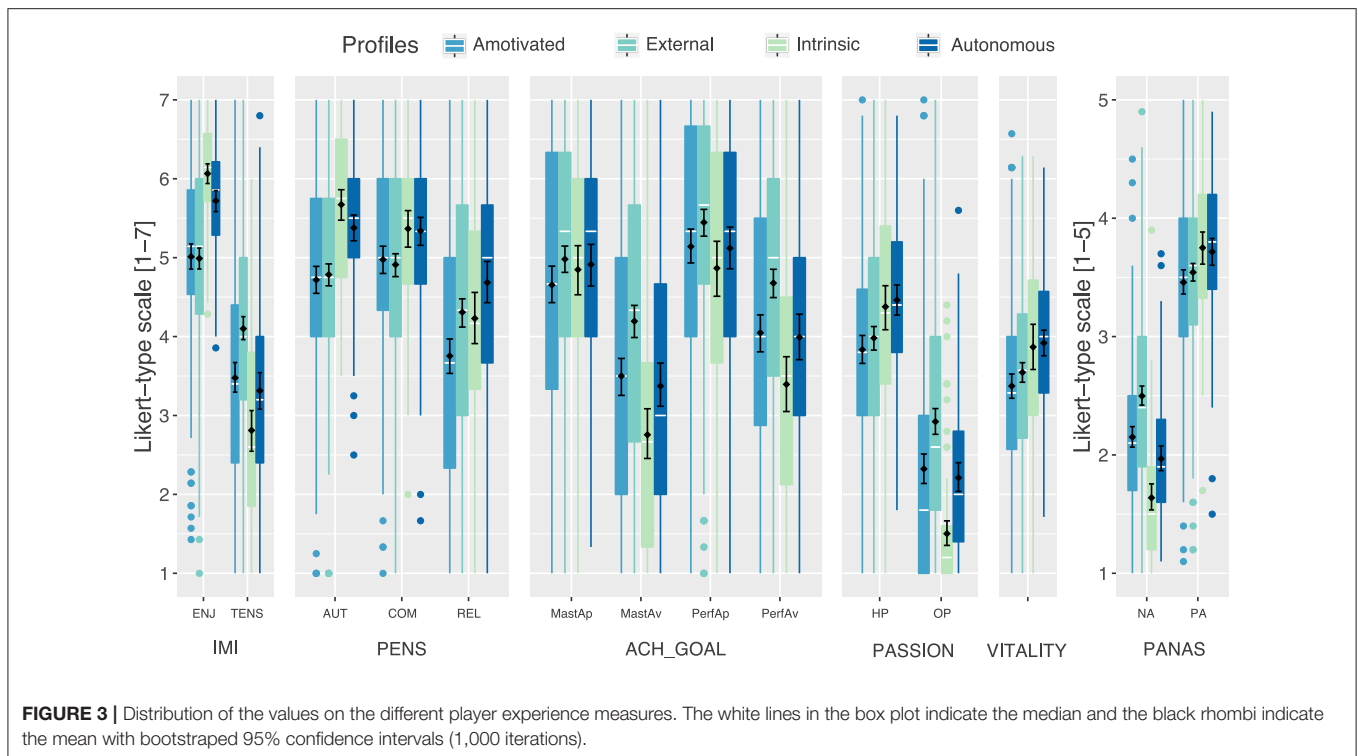 Profiles Amotivated External Intrinsic Autonomous
Likert−type scale [1−7]
7
6
5
4
3
2
1
Likert−type scale [1−5]
5
4
3
2
1
ENJ TENS AUT COM REL MastAp MastAv PerfAp PerfAv HP OP NA PA
IMI PENS ACH_GOAL PASSION VITALITY PANAS
FIGURE 3 | Distribution of the values on the different player experience measures. The white lines in the box plot indicate the median and the black rhombi indicate
the mean with bootstraped 95% confidence intervals (1,000 iterations).